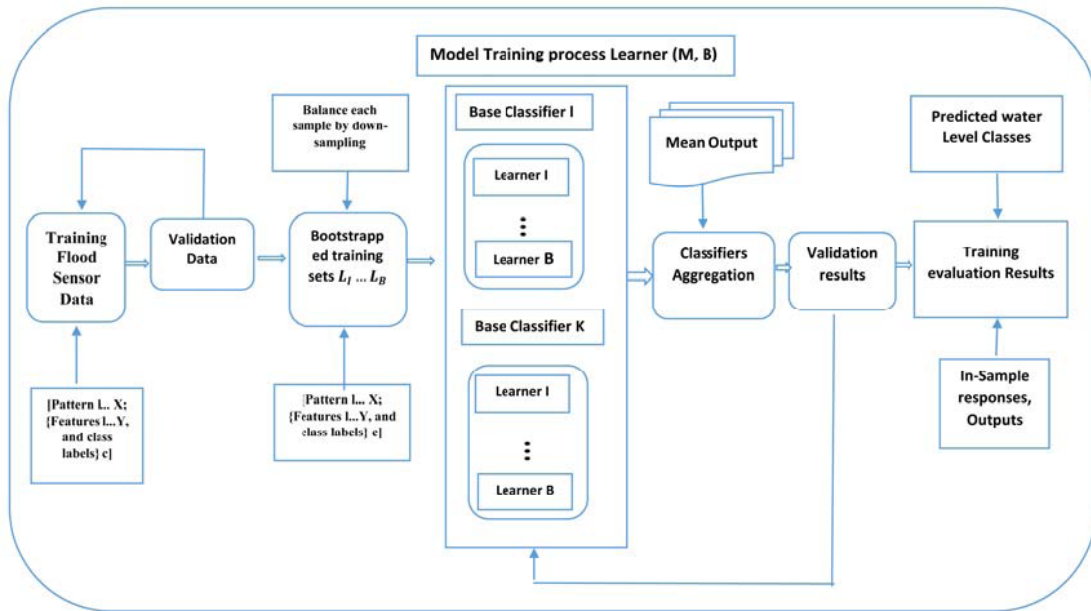 Model Training process Learner (M, B)
Balance each
sample by down-
sampling
Base Classifier I
Mean Output
Predicted water
Level Classes
Learner I
...
Learner B
Training
Flood
Sensor
Data
Validation
Data
Bootstrapp
ed training
sets L_I ... L_B
Classifiers
Aggregation
Validation
results
Training
evaluation Results
Base Classifier K
Learner I
...
Learner B
[Pattern I... X;
{Features I...Y,
and class
labels} c]
[Pattern I... X;
{Features I...Y, and
class labels} c]
In-Sample
responses,
Outputs